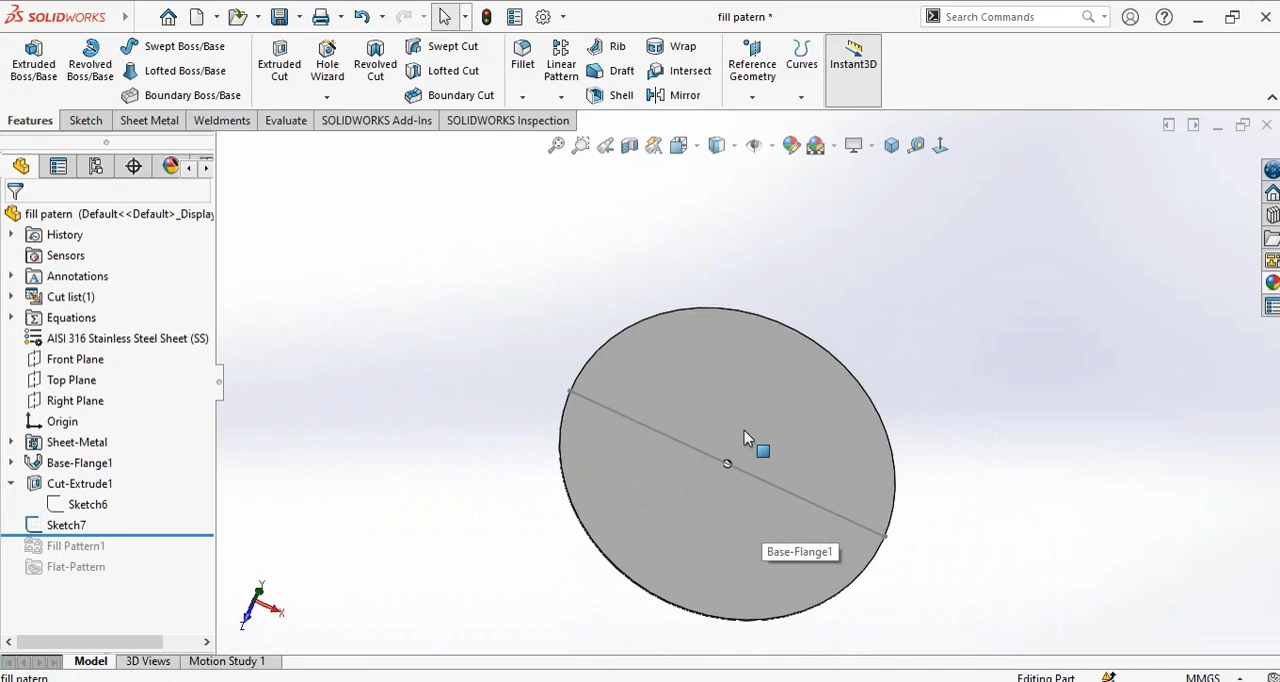 SOLIDWORKS
fill patern *
Search Commands
Extruded Boss/Base
Revolved Boss/Base
Swept Boss/Base
Lofted Boss/Base
Boundary Boss/Base
Extruded Cut
Hole Wizard
Revolved Cut
Swept Cut
Lofted Cut
Boundary Cut
Fillet
Linear Pattern
Rib
Draft
Shell
Wrap
Intersect
Mirror
Reference Geometry
Curves
Instant3D
Features
Sketch
Sheet Metal
Weldments
Evaluate
SOLIDWORKS Add-Ins
SOLIDWORKS Inspection
fill patern (Default<<Default>_Display
History
Sensors
Annotations
Cut list(1)
Equations
AISI 316 Stainless Steel Sheet (SS)
Front Plane
Top Plane
Right Plane
Origin
Sheet-Metal
Base-Flange1
Cut-Extrude1
Sketch6
Sketch7
Fill Pattern1
Flat-Pattern
Base-Flange1
Y
X
Z
Model
3D Views
Motion Study 1
fill patern
Editing Part
MMGS